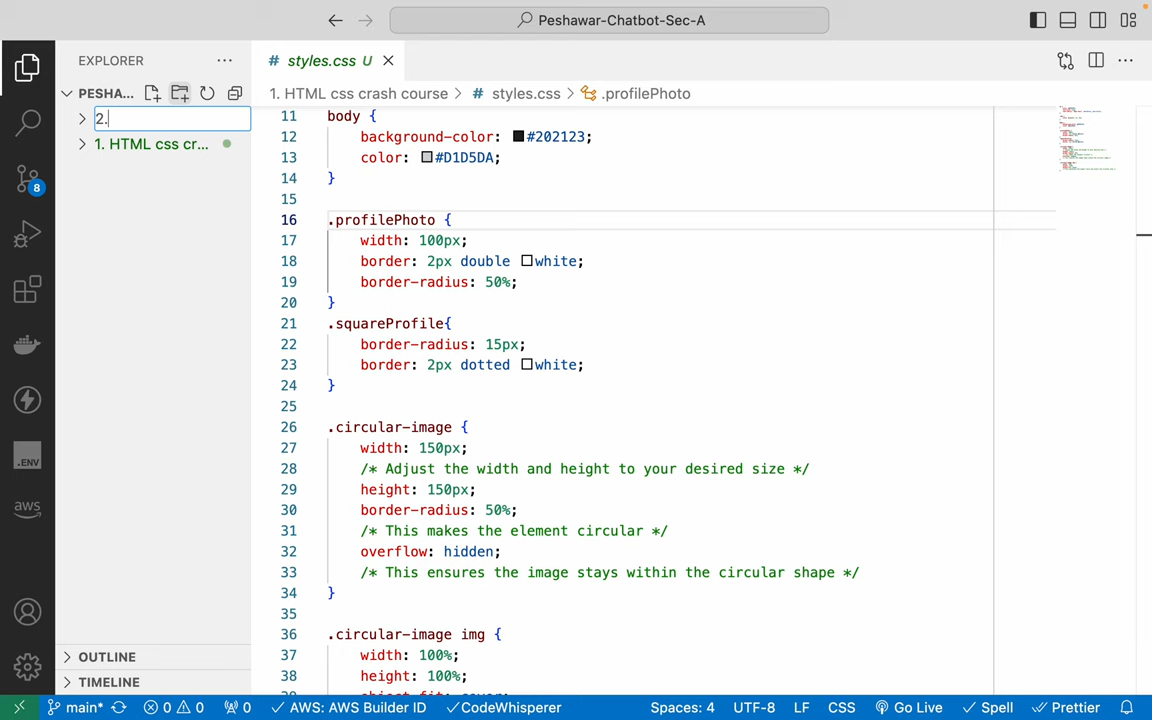 Peshawar-Chatbot-Sec-A
EXPLORER
# styles.css U
PESHA...
1. HTML css crash course > # styles.css > .profilePhoto
2.
1. HTML css cr...
8
.ENV
aws
11 body {
12 background-color: #202123;
13 color: #D1D5DA;
14 }
15
16 .profilePhoto {
17 width: 100px;
18 border: 2px double white;
19 border-radius: 50%;
20 }
21 .squareProfile{
22 border-radius: 15px;
23 border: 2px dotted white;
24 }
25
26 .circular-image {
27 width: 150px;
28 /* Adjust the width and height to your desired size */
29 height: 150px;
30 border-radius: 50%;
31 /* This makes the element circular */
32 overflow: hidden;
33 /* This ensures the image stays within the circular shape */
34 }
35
36 .circular-image img {
37 width: 100%;
38 height: 100%;
OUTLINE
TIMELINE
main* 0 0 0 AWS: AWS Builder ID CodeWhisperer Spaces: 4 UTF-8 LF CSS Go Live Spell Prettier